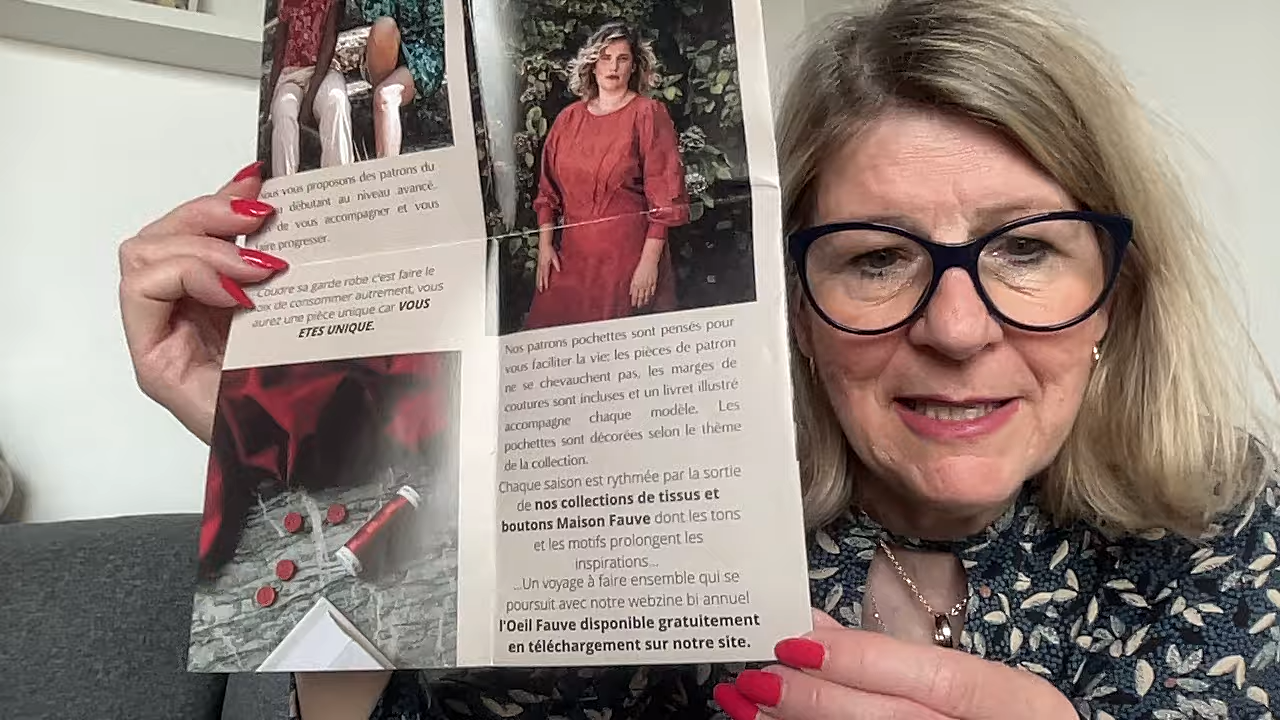 vous proposons des patrons du
débutant au niveau avancé.
de vous accompagner et vous
faire progresser.
Coudre sa garde robe c'est faire le
de consommer autrement, vous
aurez une pièce unique car VOUS
ETES UNIQUE.
Nos patrons pochettes sont pensés pour
vous faciliter la vie: les pièces de patron
ne se chevauchent pas, les marges de
coutures sont incluses et un livret illustré
accompagne chaque modèle. Les
pochettes sont décorées selon le thème
de la collection.
Chaque saison est rythmée par la sortie
de nos collections de tissus et
boutons Maison Fauve dont les tons
et les motifs prolongent les
inspirations...
...Un voyage à faire ensemble qui se
poursuit avec notre webzine bi annuel
l'Oeil Fauve disponible gratuitement
en téléchargement sur notre site.